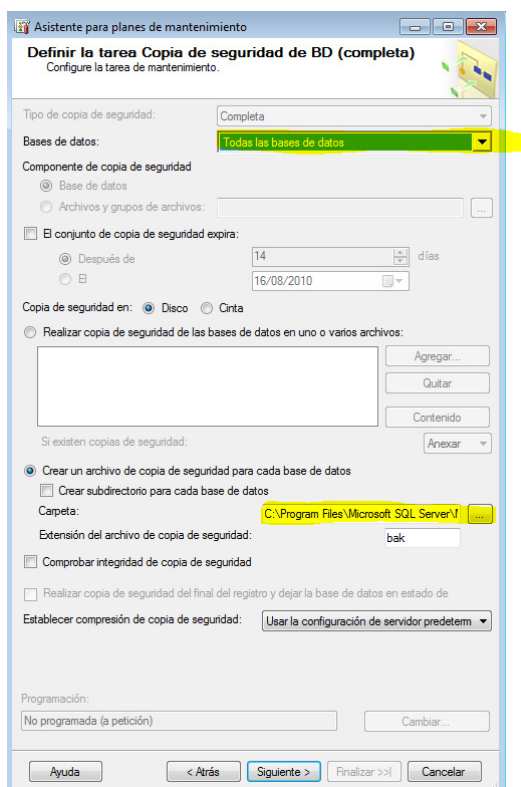 Asistente para planes de mantenimiento
Definir la tarea Copia de seguridad de BD (completa)
Configure la tarea de mantenimiento.
Tipo de copia de seguridad: Completa
Bases de datos: Todas las bases de datos
Componente de copia de seguridad
Base de datos
Archivos y grupos de archivos: ...
El conjunto de copia de seguridad expira:
Después de 14 días
El 16/08/2010
Copia de seguridad en: Disco Cinta
Realizar copia de seguridad de las bases de datos en uno o varios archivos:
Agregar...
Quitar
Contenido
Si existen copias de seguridad: Anexar
Crear un archivo de copia de seguridad para cada base de datos
Crear subdirectorio para cada base de datos
Carpeta: C:\Program Files\Microsoft SQL Server\ ...
Extensión del archivo de copia de seguridad: bak
Comprobar integridad de copia de seguridad
Realizar copia de seguridad del final del registro y dejar la base de datos en estado de
Establecer compresión de copia de seguridad: Usar la configuración de servidor predeterm
Programación:
No programada (a petición) Cambiar...
Ayuda < Atrás Siguiente > Finalizar >>| Cancelar